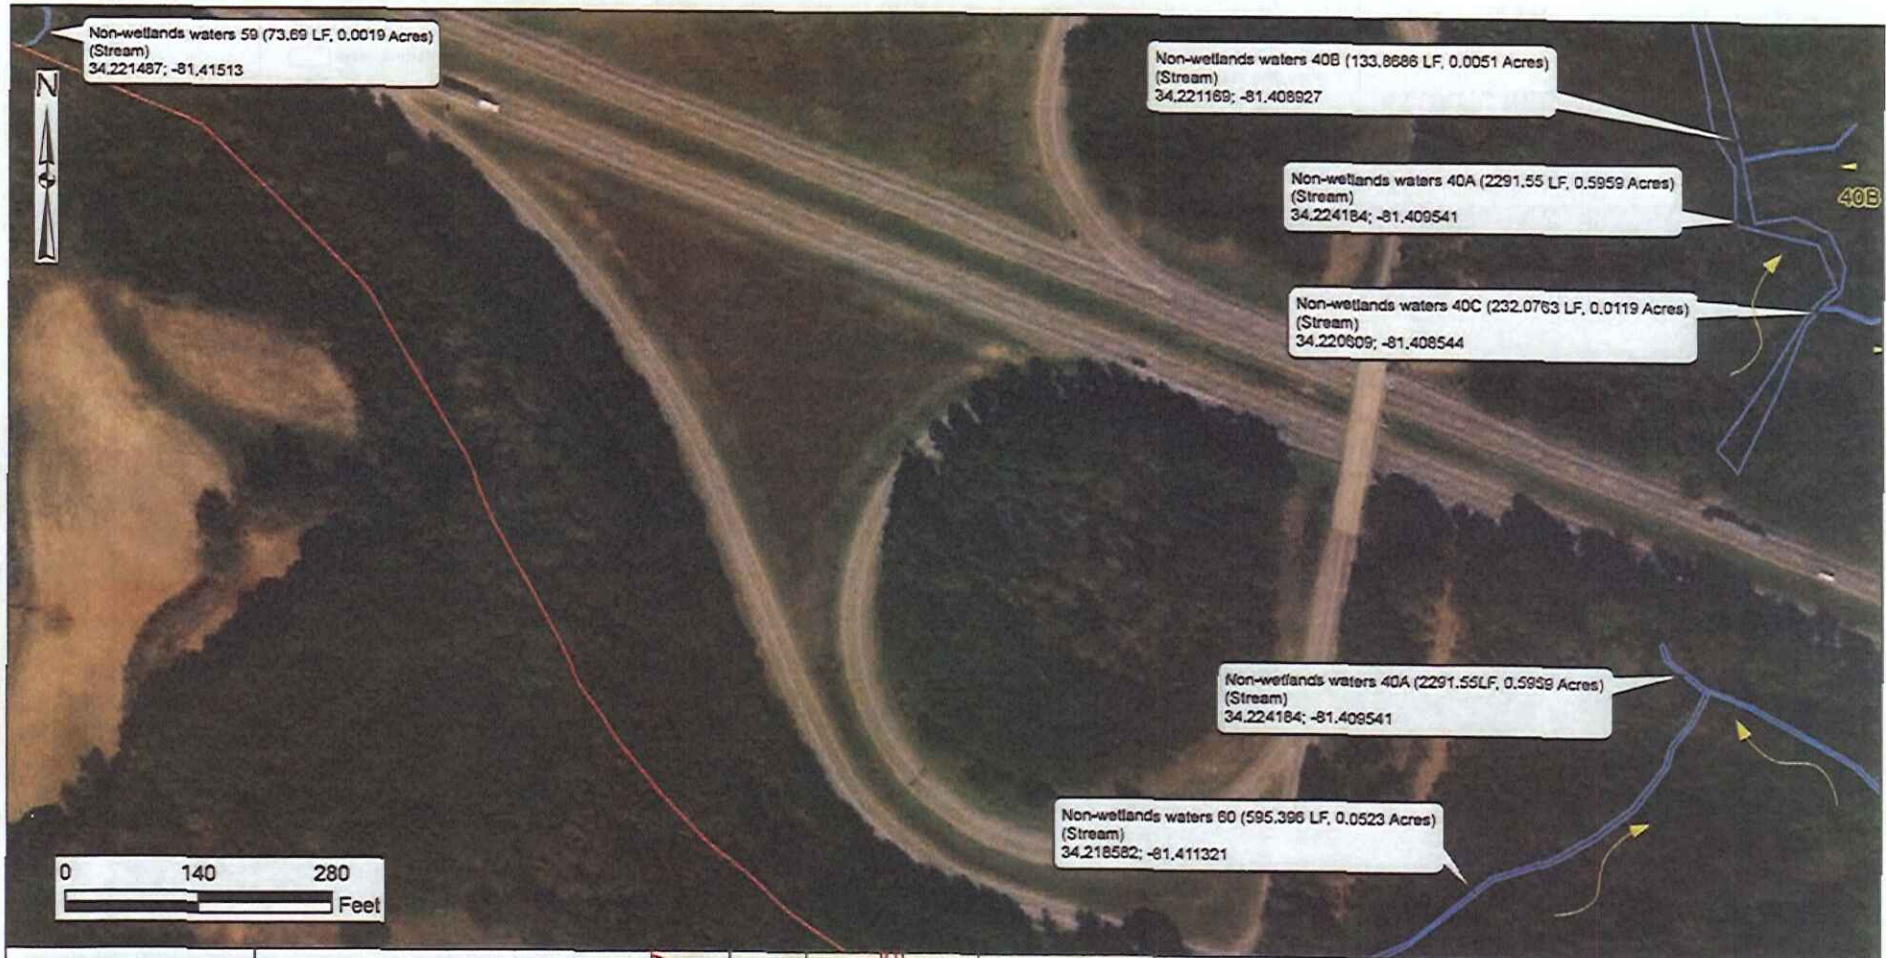 Non-wetlands waters 59 (73.69 LF, 0.0019 Acres)
(Stream)
34.221487; -81.41513
N
Non-wetlands waters 40B (133.8686 LF, 0.0051 Acres)
(Stream)
34.221169; -81.408927
Non-wetlands waters 40A (2291.55 LF, 0.5959 Acres)
(Stream)
34.224184; -81.409541
40B
Non-wetlands waters 40C (232.0763 LF, 0.0119 Acres)
(Stream)
34.220609; -81.408544
Non-wetlands waters 40A (2291.55LF, 0.5959 Acres)
(Stream)
34.224184; -81.409541
Non-wetlands waters 60 (595.396 LF, 0.0523 Acres)
(Stream)
34.218582; -81.411321
0 140 280
Feet